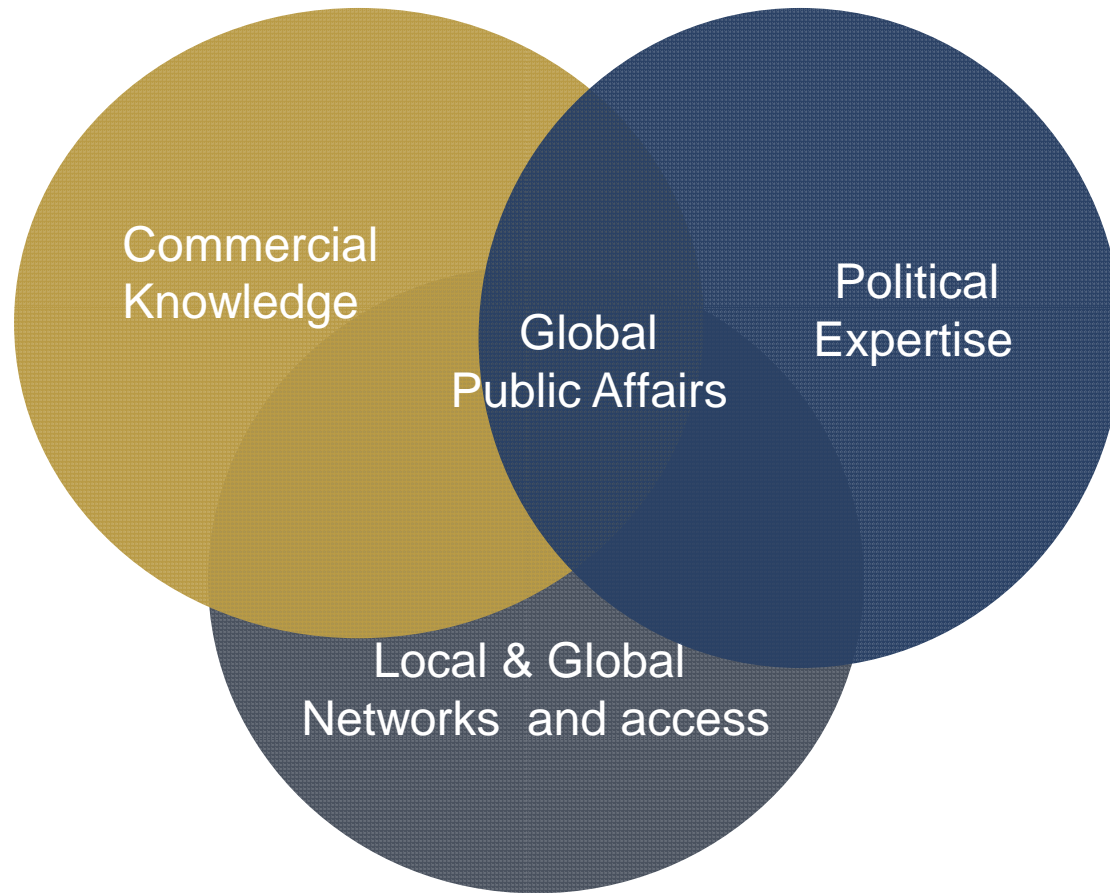 Commercial
Knowledge
Political
Expertise
Global
Public Affairs
Local & Global
Networks  and access